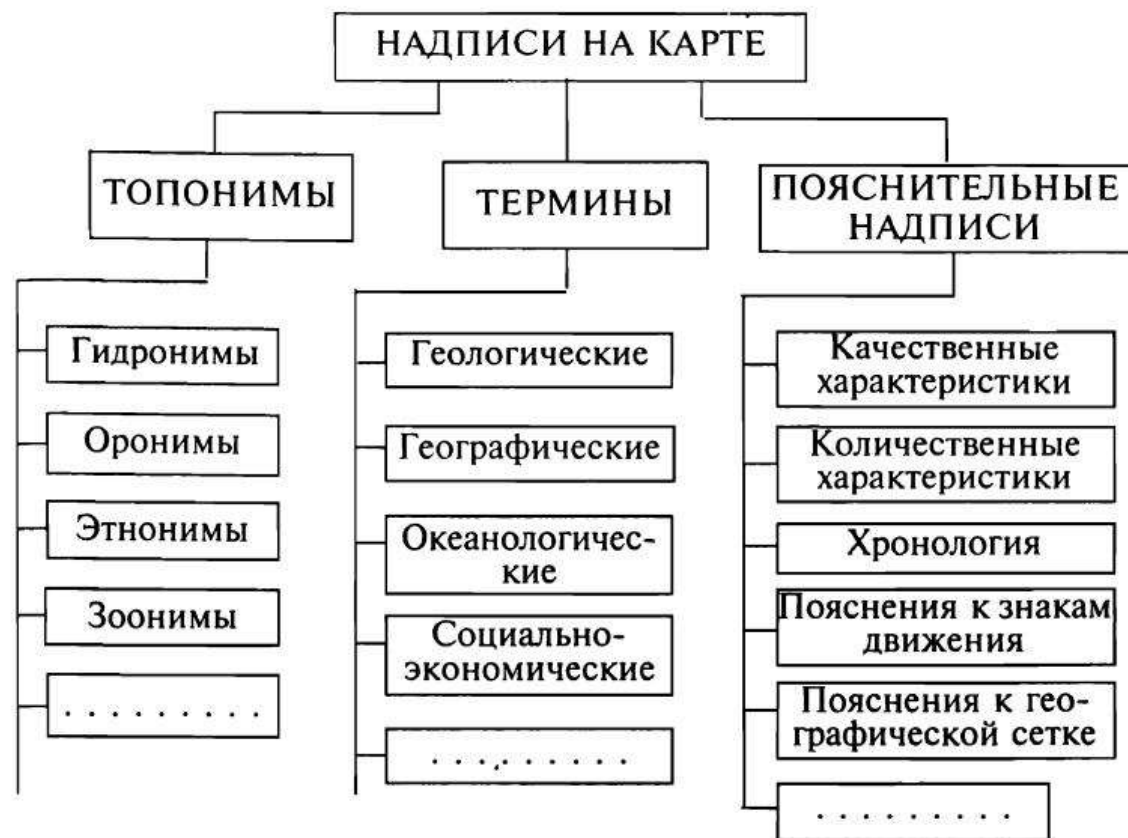 НАДПИСИ НА КАРТЕ
ТОПОНИМЫ
Гидронимы
Оронимы
Этнонимы
Зоонимы
. . . . . . . . .
ТЕРМИНЫ
Геологические
Географические
Океанологичес-
кие
Социально-
экономические
. . . . . . . . .
ПОЯСНИТЕЛЬНЫЕ
НАДПИСИ
Качественные
характеристики
Количественные
характеристики
Хронология
Пояснения к знакам
движения
Пояснения к гео-
графической сетке
. . . . . . . . .